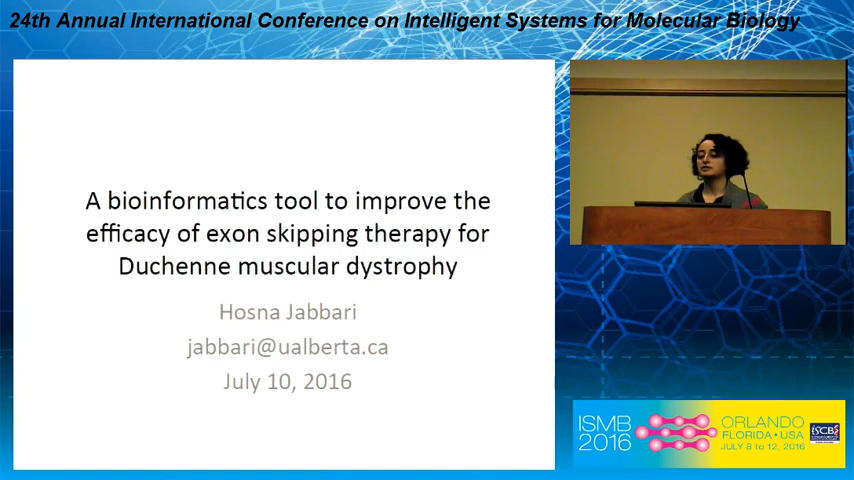 24th Annual International Conference on Intelligent Systems for Molecular Biology
A bioinformatics tool to improve the
efficacy of exon skipping therapy for
Duchenne muscular dystrophy
Hosna Jabbari
jabbari@ualberta.ca
July 10, 2016
ISMB
2016
ORLANDO
FLORIDA • USA
JULY 8 to 12, 2016
ISCB